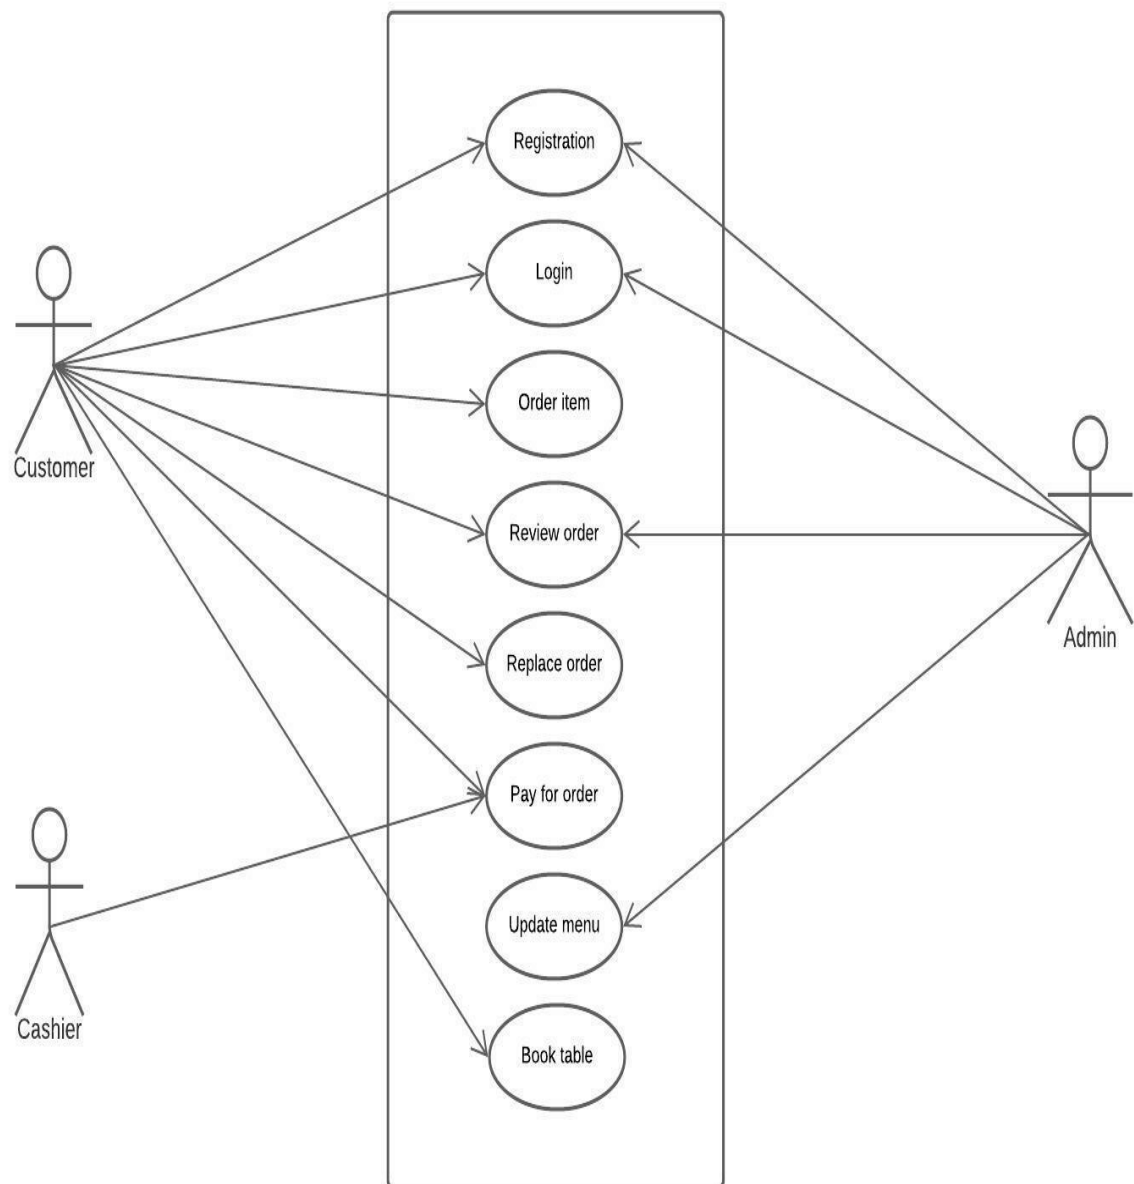 Registration
Login
Order item
Review order
Replace order
Pay for order
Update menu
Book table
Customer
Cashier
Admin